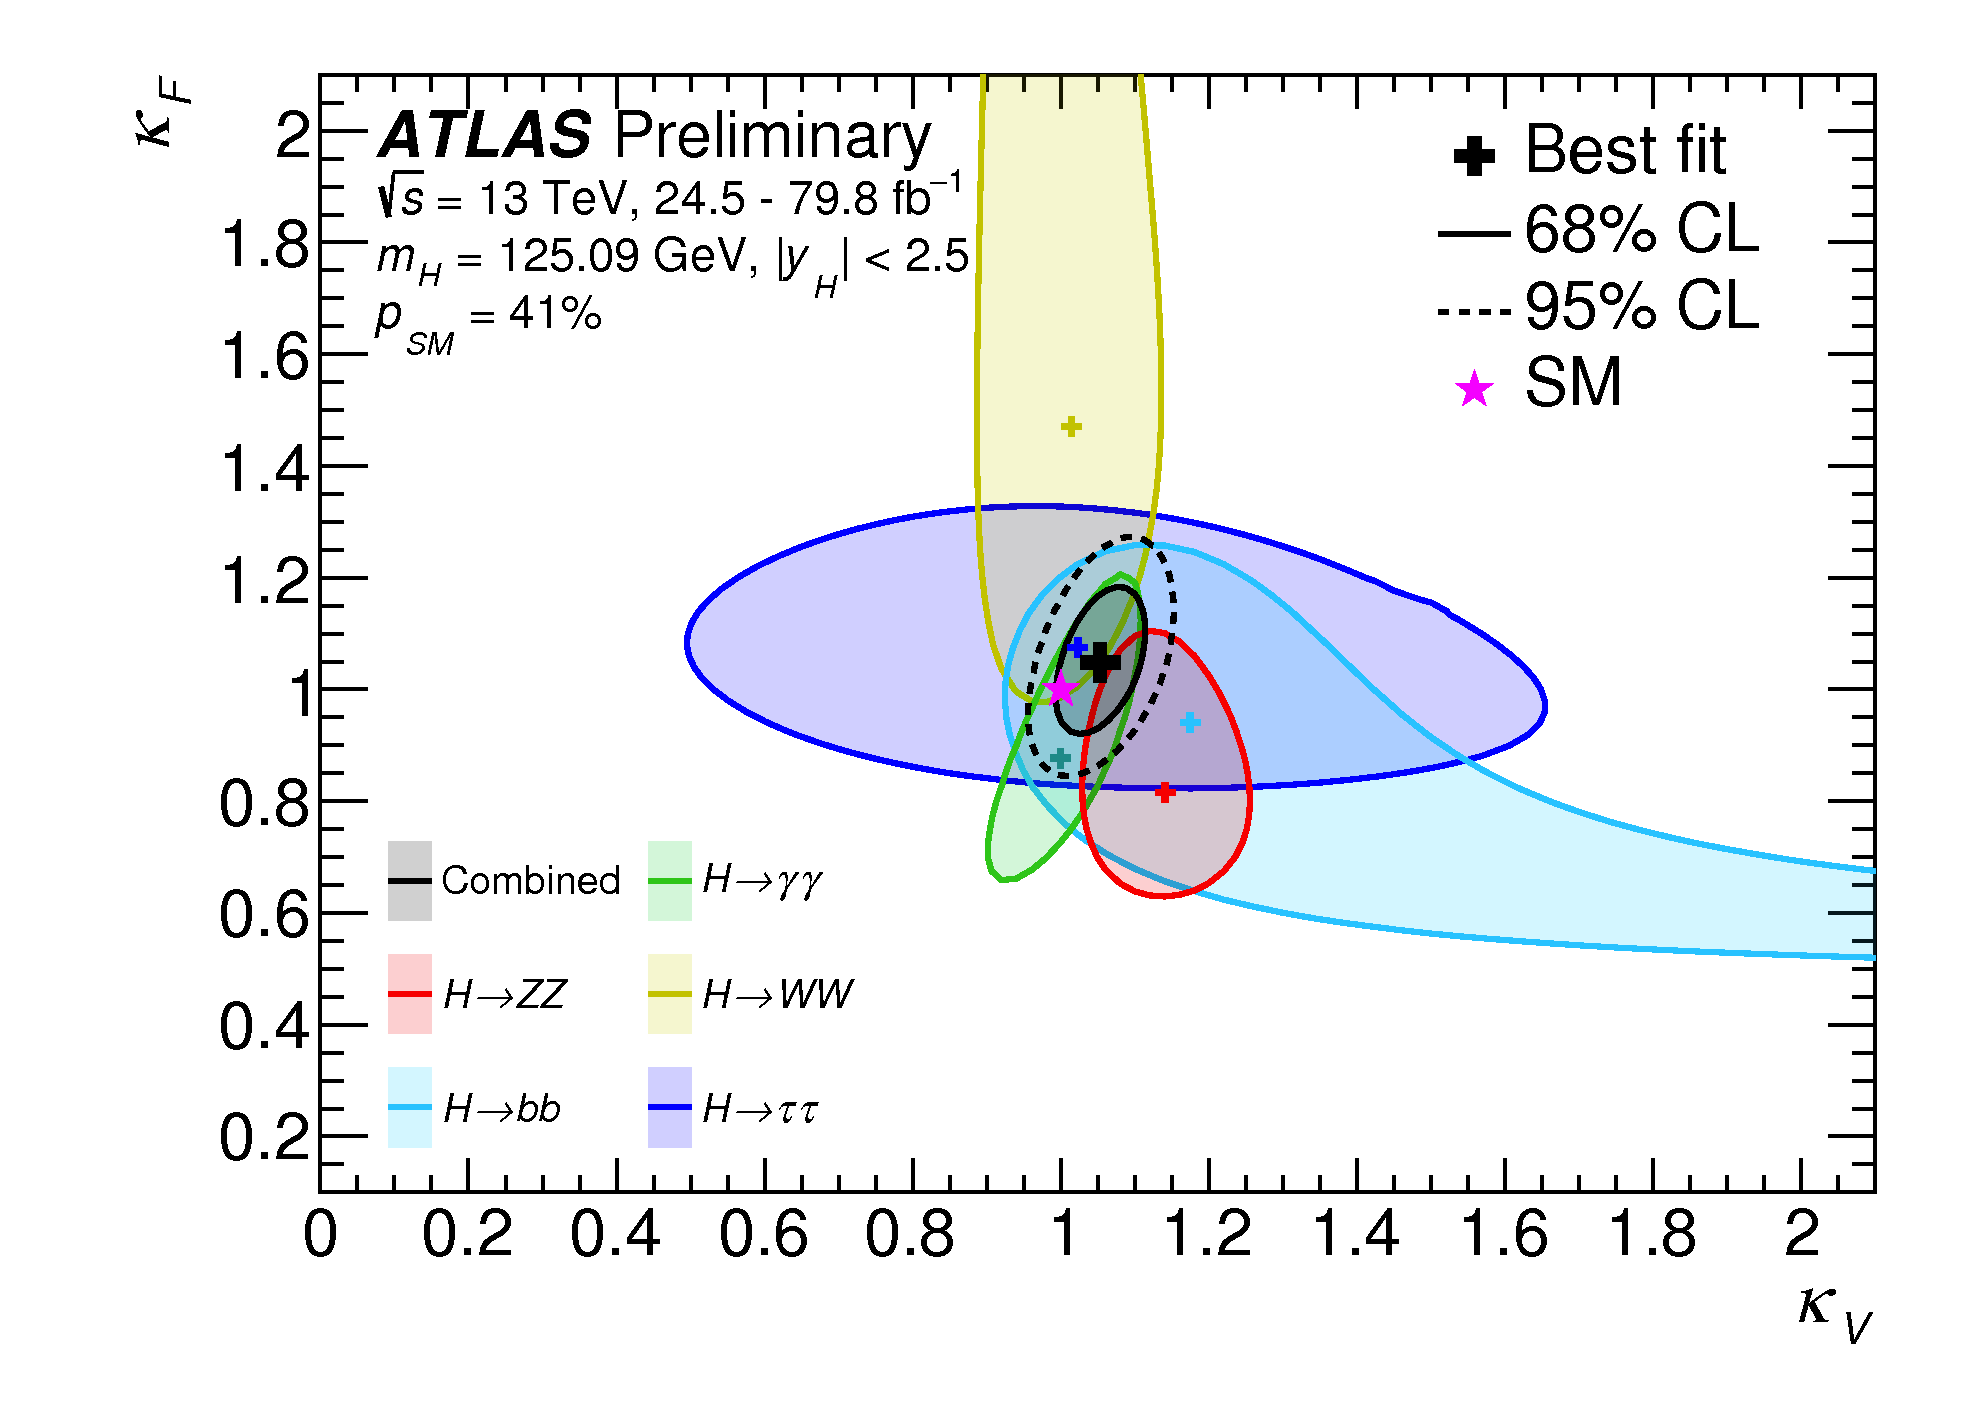 κ_F
ATLAS Preliminary
√s = 13 TeV, 24.5 - 79.8 fb⁻¹
m_H = 125.09 GeV, |y_H| < 2.5
p_SM = 41%
Best fit
68% CL
95% CL
SM
2
1.8
1.6
1.4
1.2
1
0.8
0.6
0.4
0.2
Combined
H→γγ
H→ZZ
H→WW
H→bb
H→ττ
0 0.2 0.4 0.6 0.8 1 1.2 1.4 1.6 1.8 2
κ_V